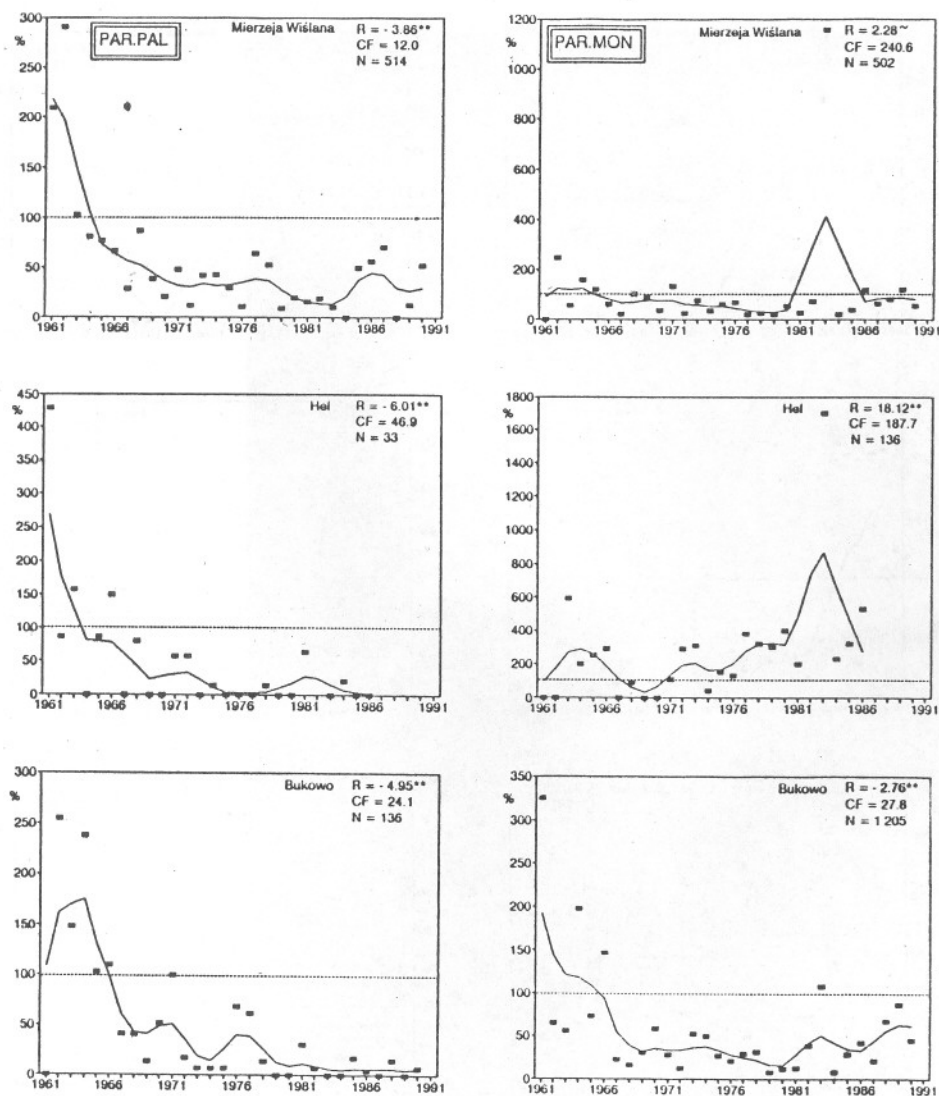 PAR.PAL
Mierzeja Wiślana
R = - 3.86**
CF = 12.0
N = 514
%
300
250
200
150
100
50
0
1961 1966 1971 1976 1981 1986 1991
PAR.MON
Mierzeja Wiślana
R = 2.28~
CF = 240.6
N = 502
%
1200
1000
800
600
400
200
0
1961 1966 1971 1976 1981 1986 1991
Hel
R = - 6.01**
CF = 46.9
N = 33
%
450
400
350
300
250
200
150
100
50
0
1961 1966 1971 1976 1981 1986 1991
Hel
R = 18.12**
CF = 187.7
N = 136
%
1800
1600
1400
1200
1000
800
600
400
200
0
1961 1966 1971 1976 1981 1986 1991
Bukowo
R = - 4.95**
CF = 24.1
N = 136
%
300
250
200
150
100
50
0
1961 1966 1971 1976 1981 1986 1991
Bukowo
R = - 2.76**
CF = 27.8
N = 1 205
%
350
300
250
200
150
100
50
0
1961 1966 1971 1976 1981 1986 1991